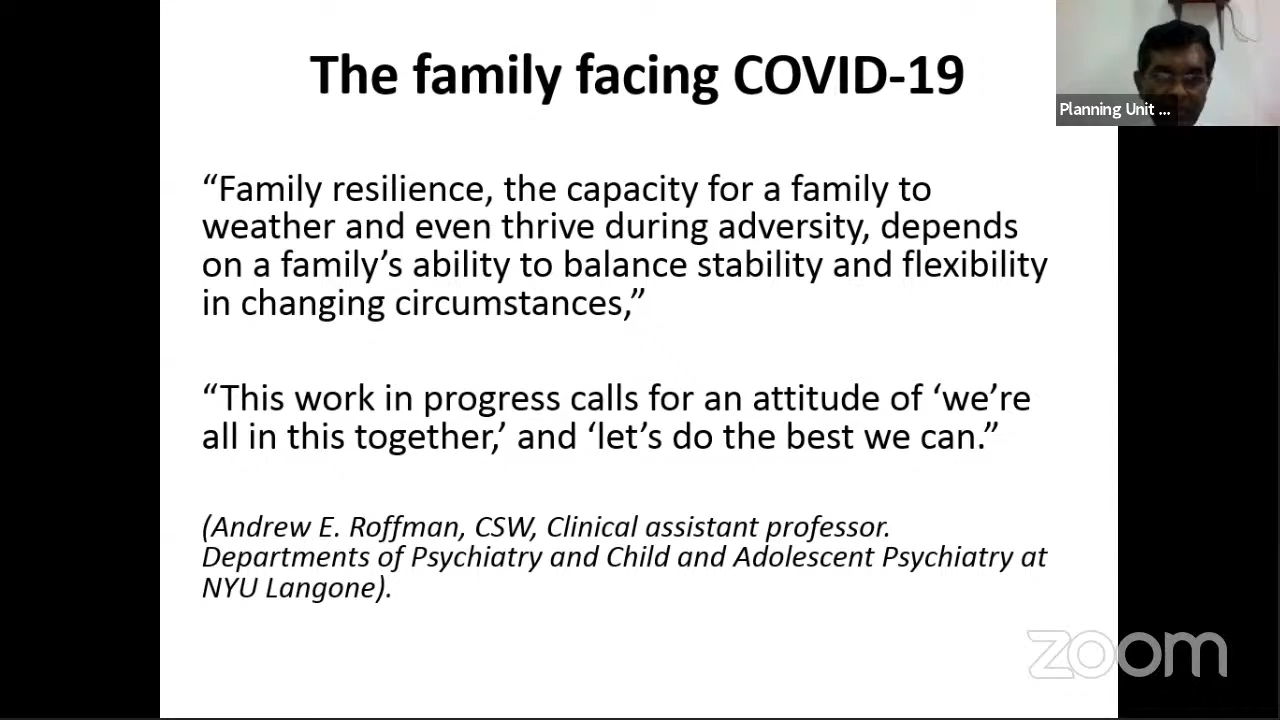 The family facing COVID-19
Planning Unit ...
“Family resilience, the capacity for a family to
weather and even thrive during adversity, depends
on a family’s ability to balance stability and flexibility
in changing circumstances,”
“This work in progress calls for an attitude of ‘we’re
all in this together,’ and ‘let’s do the best we can.”
(Andrew E. Roffman, CSW, Clinical assistant professor.
Departments of Psychiatry and Child and Adolescent Psychiatry at
NYU Langone).
zoom